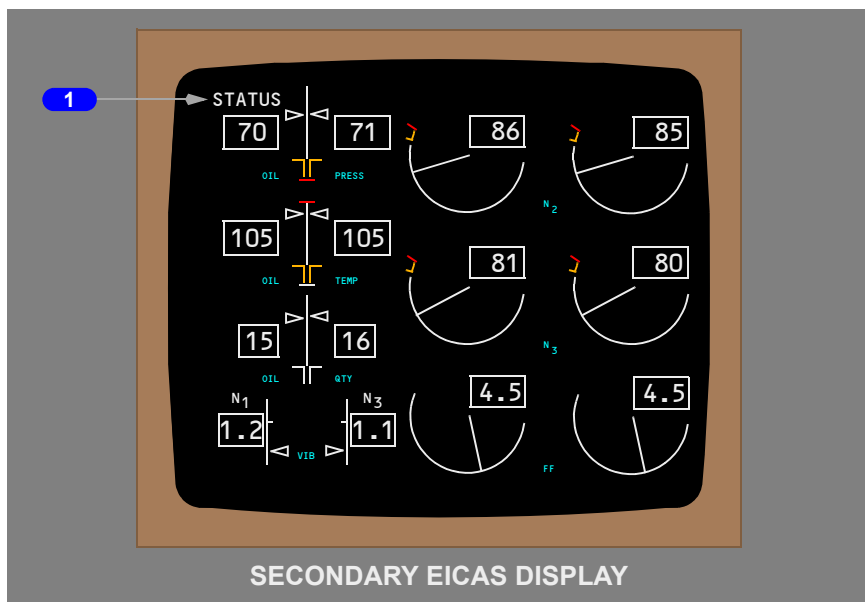 1
STATUS
70 71
OIL PRESS
105 105
OIL TEMP
15 16
OIL QTY
N1 N3
1.2 1.1
VIB
86 85
N2
81 80
N3
4.5 4.5
FF
SECONDARY EICAS DISPLAY